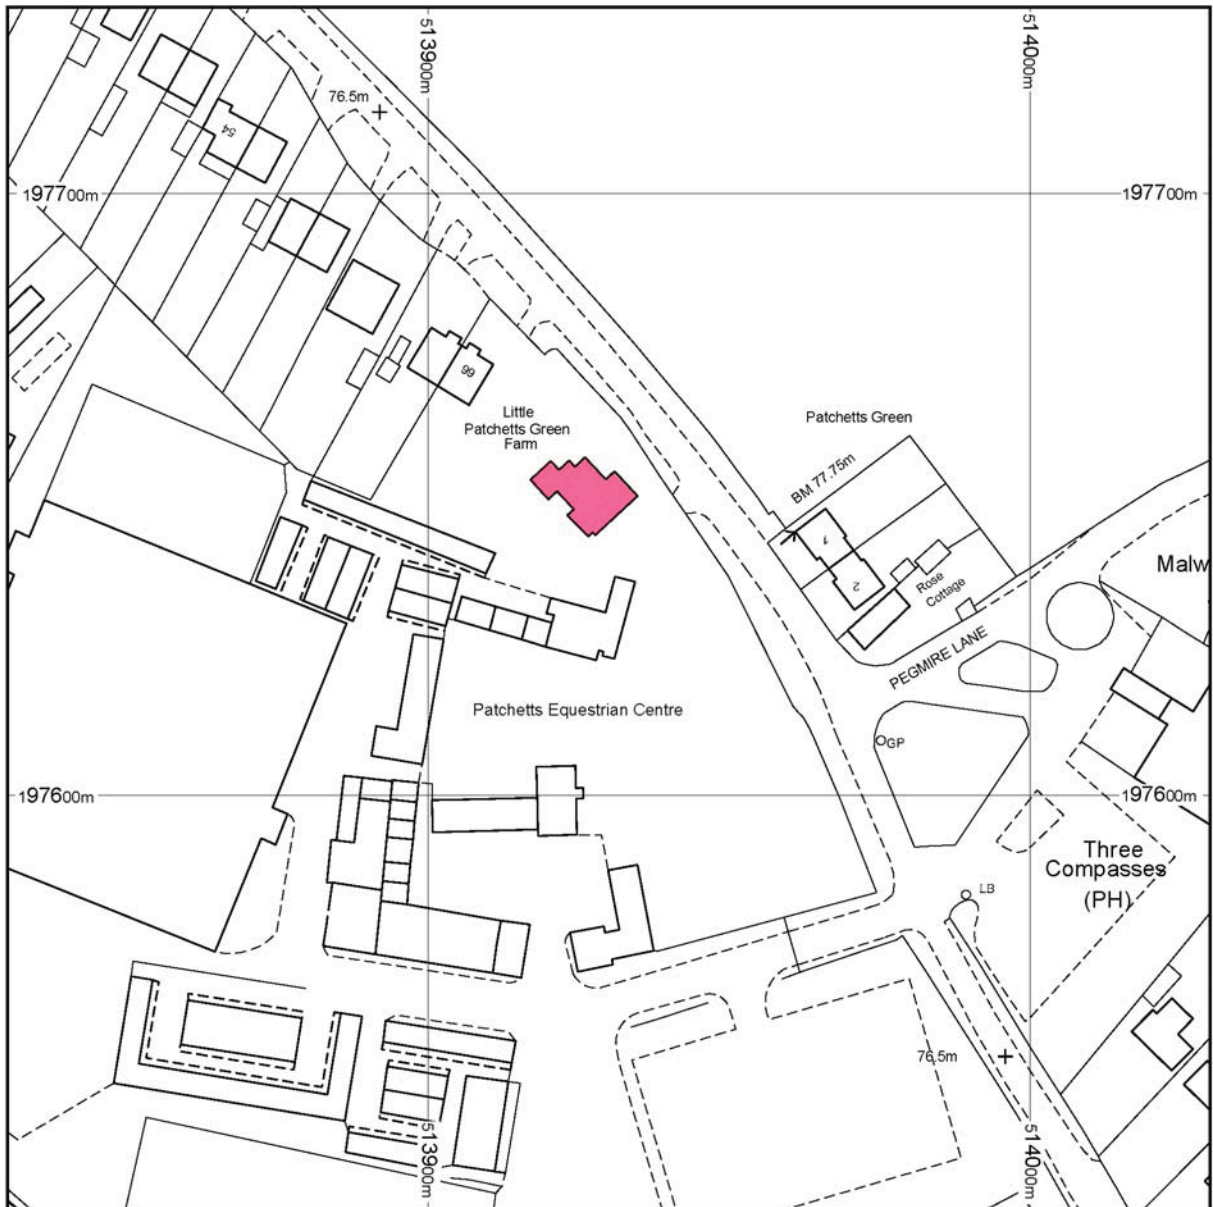 513900m
514000m
76.5m
54
197700m
197700m
66
Little
Patchetts Green
Farm
Patchetts Green
BM 77.75m
1
2
Rose
Cottage
Malw
PEGMIRE LANE
Patchetts Equestrian Centre
GP
197600m
197600m
Three
Compasses
(PH)
LB
76.5m
513900m
514000m